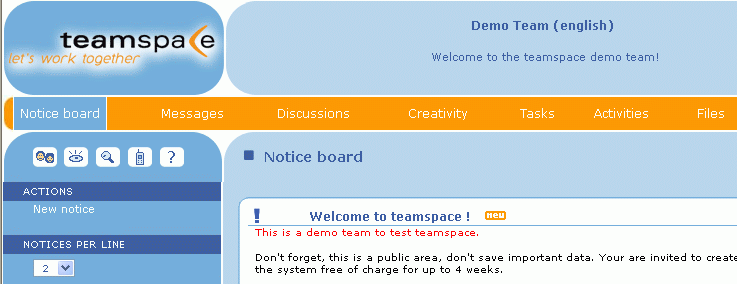 teamspace
let's work together
Demo Team (english)
Welcome to the teamspace demo team!
Notice board Messages Discussions Creativity Tasks Activities Files
?
Notice board
ACTIONS
New notice
NOTICES PER LINE
2
! Welcome to teamspace ! new
This is a demo team to test teamspace.
Don't forget, this is a public area, don't save important data. Your are invited to create
the system free of charge for up to 4 weeks.